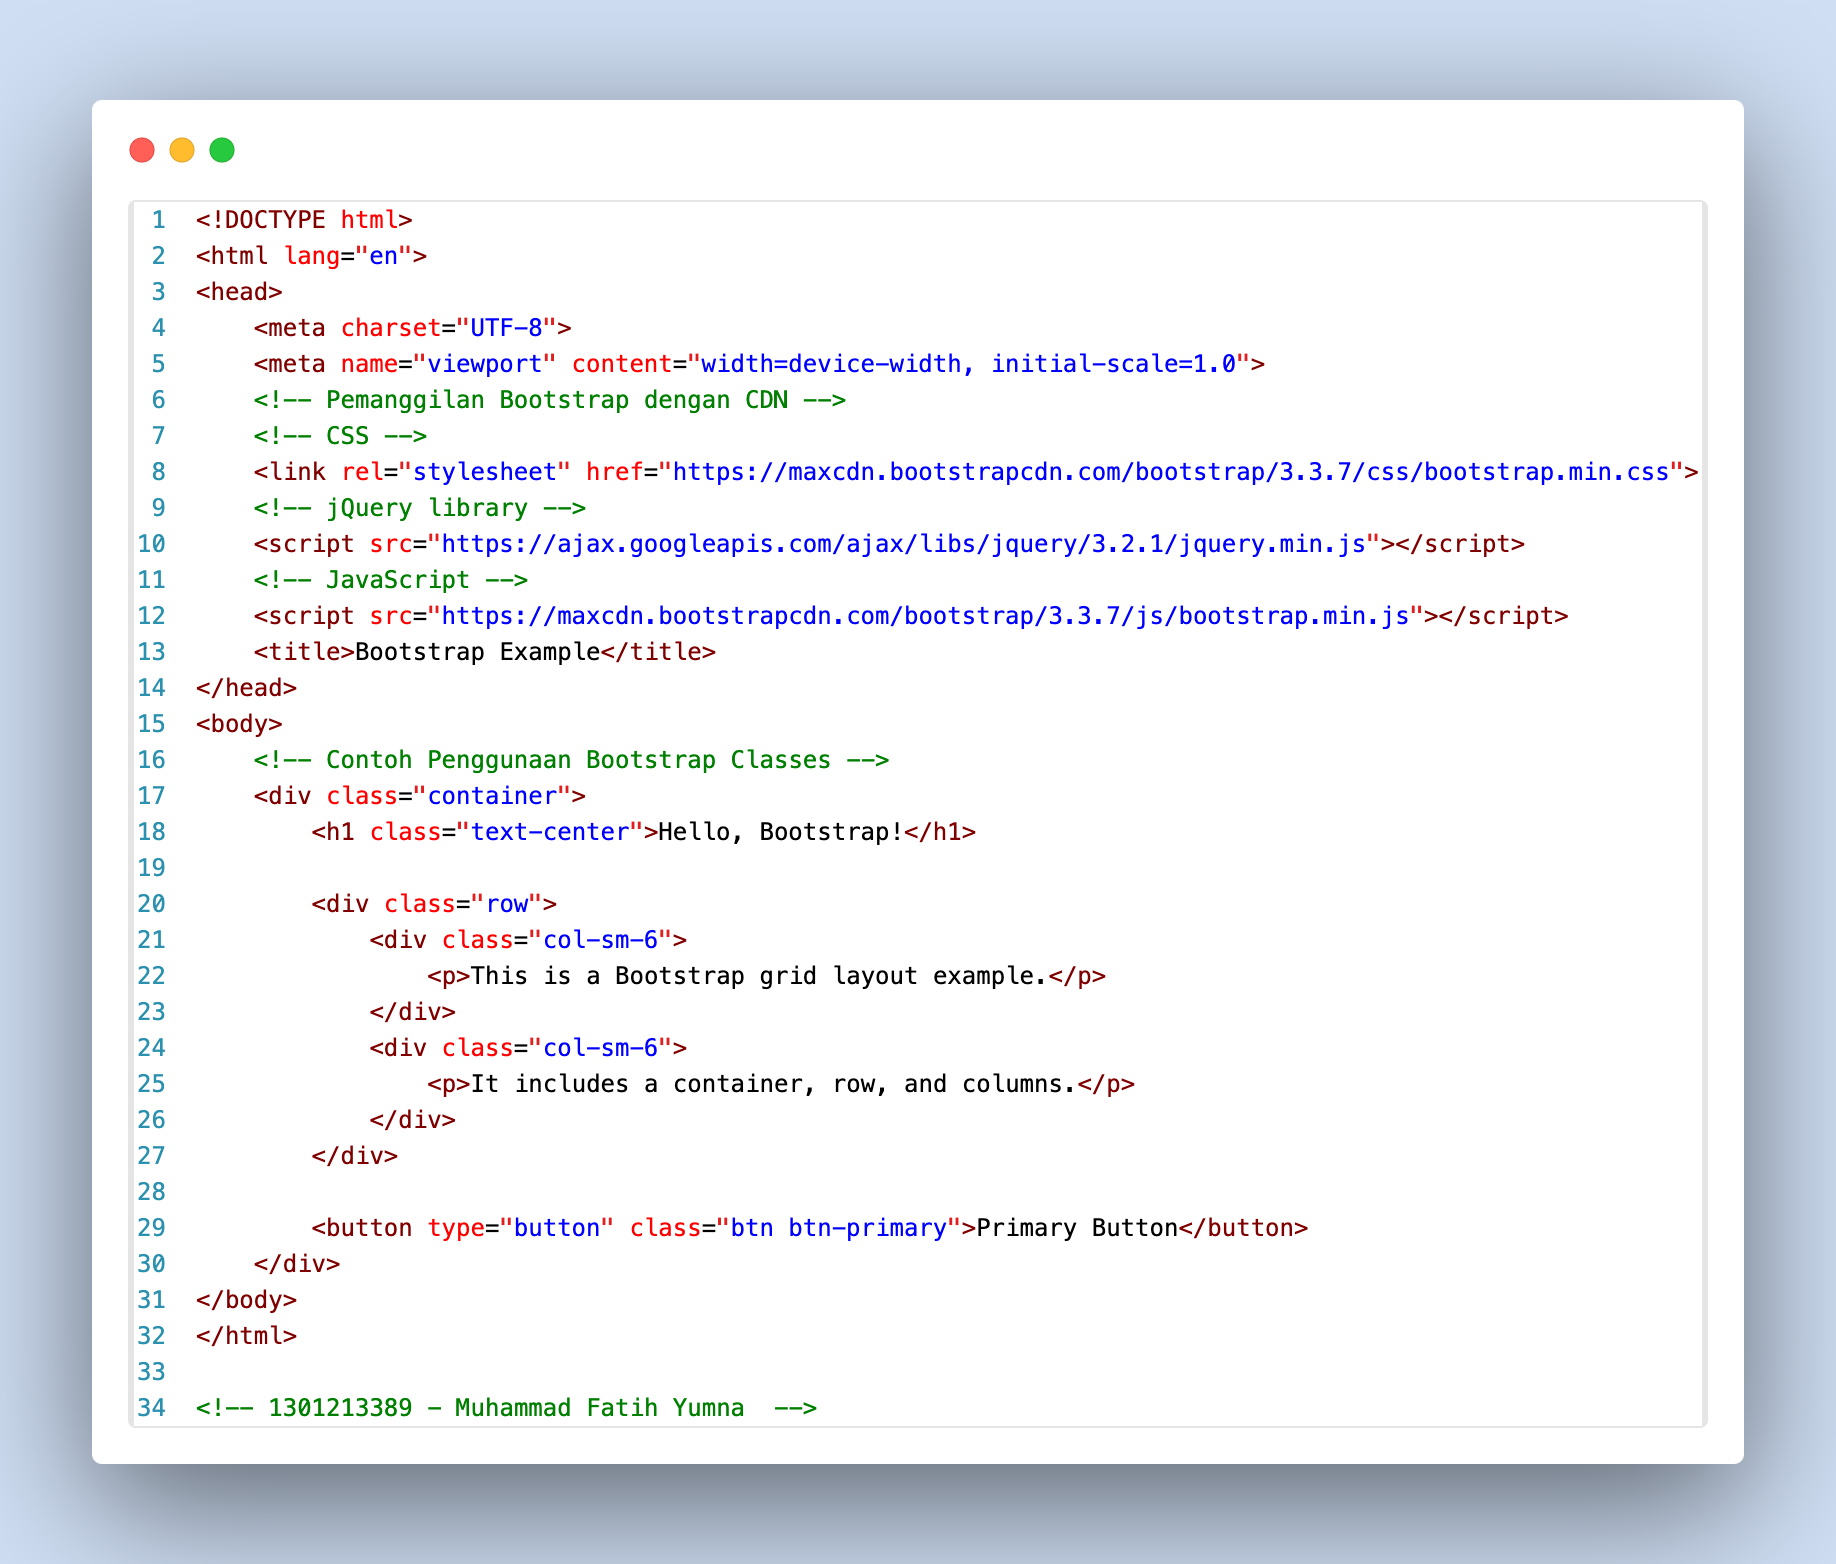 1 <!DOCTYPE html>
2 <html lang="en">
3 <head>
4     <meta charset="UTF-8">
5     <meta name="viewport" content="width=device-width, initial-scale=1.0">
6     <!-- Pemanggilan Bootstrap dengan CDN -->
7     <!-- CSS -->
8     <link rel="stylesheet" href="https://maxcdn.bootstrapcdn.com/bootstrap/3.3.7/css/bootstrap.min.css">
9     <!-- jQuery library -->
10     <script src="https://ajax.googleapis.com/ajax/libs/jquery/3.2.1/jquery.min.js"></script>
11     <!-- JavaScript -->
12     <script src="https://maxcdn.bootstrapcdn.com/bootstrap/3.3.7/js/bootstrap.min.js"></script>
13     <title>Bootstrap Example</title>
14 </head>
15 <body>
16     <!-- Contoh Penggunaan Bootstrap Classes -->
17     <div class="container">
18         <h1 class="text-center">Hello, Bootstrap!</h1>
19
20         <div class="row">
21             <div class="col-sm-6">
22                 <p>This is a Bootstrap grid layout example.</p>
23             </div>
24             <div class="col-sm-6">
25                 <p>It includes a container, row, and columns.</p>
26             </div>
27         </div>
28
29         <button type="button" class="btn btn-primary">Primary Button</button>
30     </div>
31 </body>
32 </html>
33
34 <!-- 1301213389 - Muhammad Fatih Yumna  -->